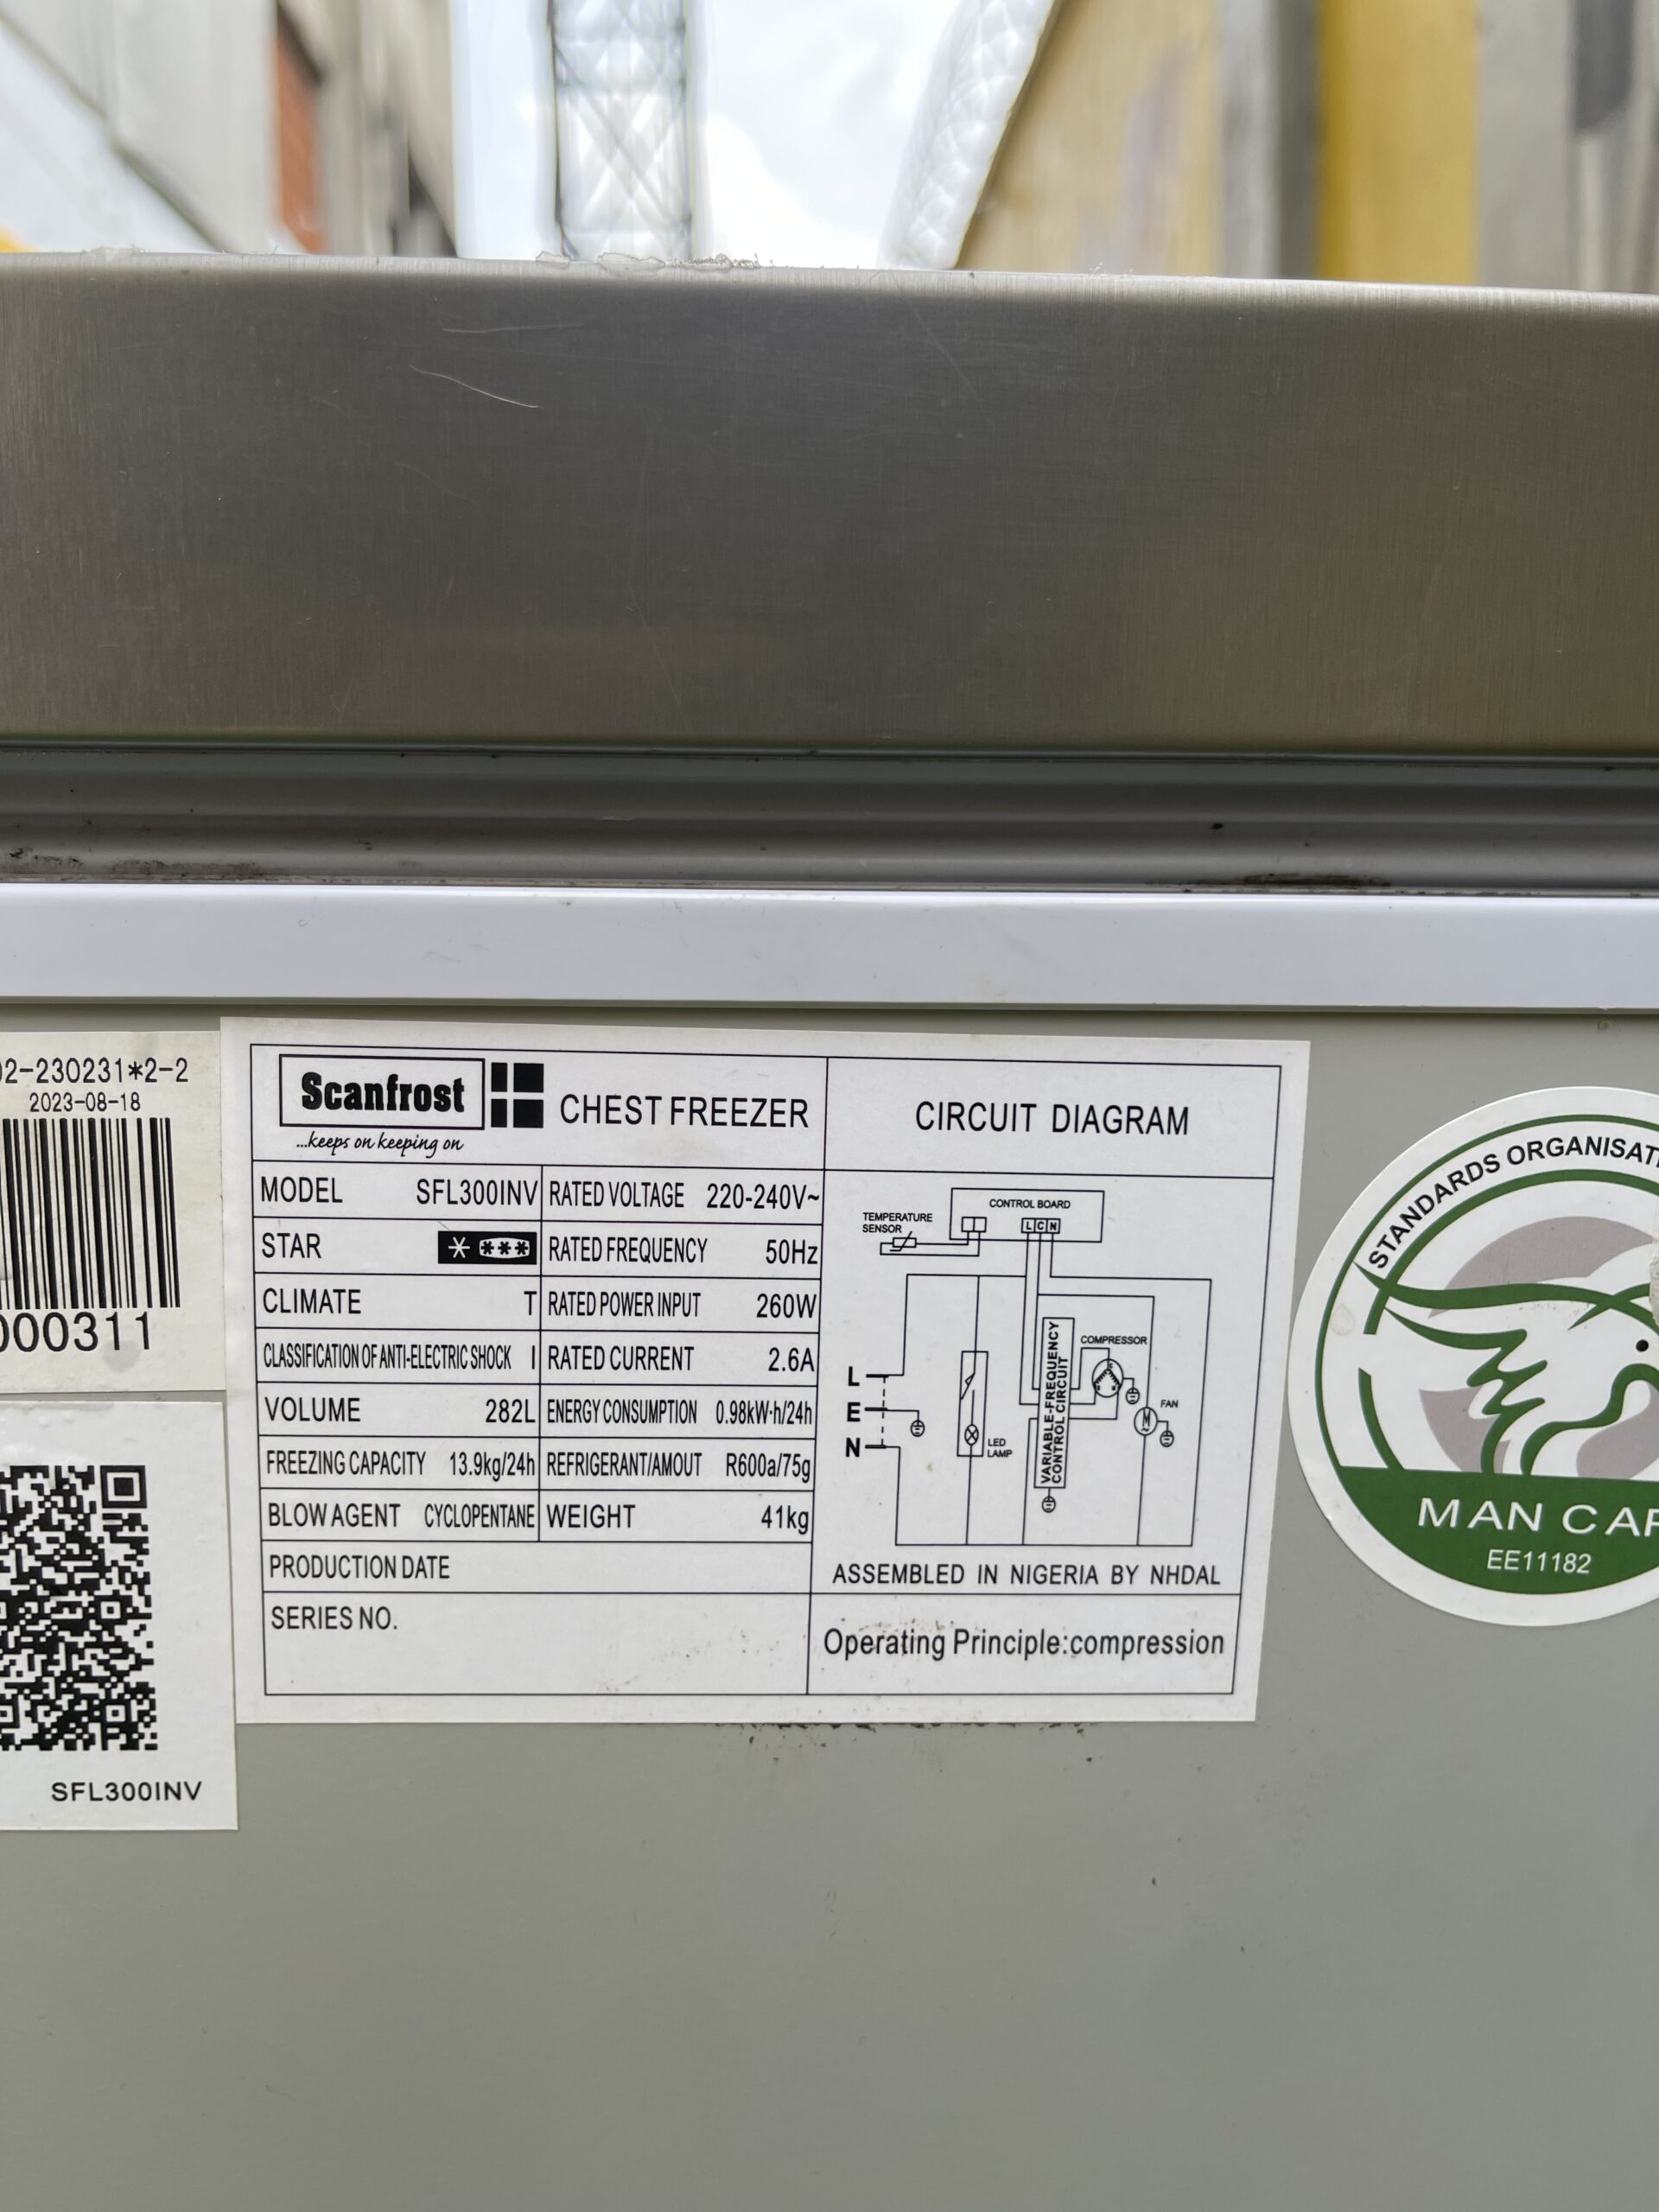 02-230231*2-2
2023-08-18
000311
SFL300INV
Scanfrost
...keeps on keeping on
CHEST FREEZER
MODEL SFL300INV RATED VOLTAGE 220-240V~
STAR RATED FREQUENCY 50Hz
CLIMATE T RATED POWER INPUT 260W
CLASSIFICATION OF ANTI-ELECTRIC SHOCK I RATED CURRENT 2.6A
VOLUME 282L ENERGY CONSUMPTION 0.98kW·h/24h
FREEZING CAPACITY 13.9kg/24h REFRIGERANT/AMOUT R600a/75g
BLOW AGENT CYCLOPENTANE WEIGHT 41kg
PRODUCTION DATE
SERIES NO.
CIRCUIT DIAGRAM
CONTROL BOARD
TEMPERATURE
SENSOR
L C N
COMPRESSOR
VARIABLE-FREQUENCY
CONTROL CIRCUIT
FAN
M
L
E
N
LED
LAMP
ASSEMBLED IN NIGERIA BY NHDAL
Operating Principle:compression
STANDARDS ORGANISAT
MAN CAP
EE11182